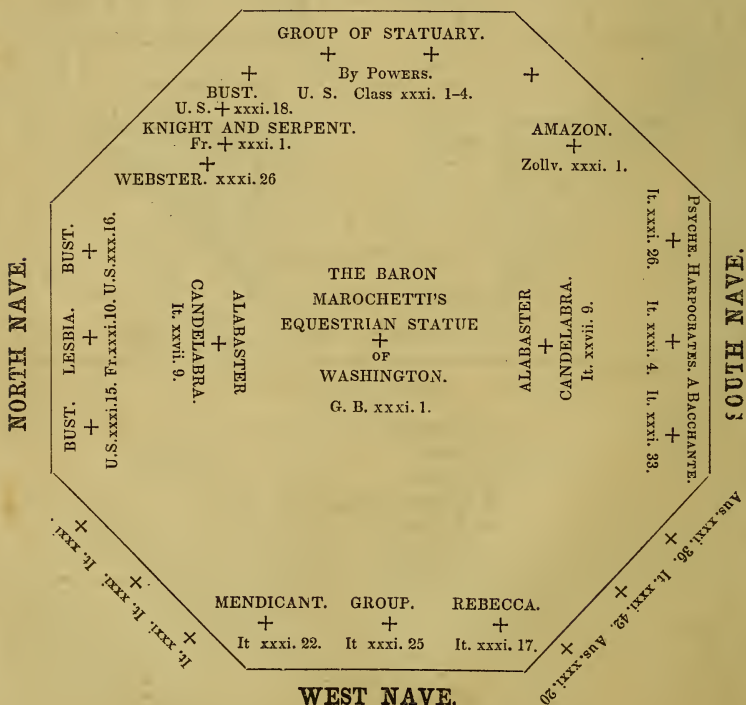 GROUP OF STATUARY.
By Powers.
U. S. Class xxxi. 1-4.
BUST.
U. S. xxxi. 18.
KNIGHT AND SERPENT.
Fr. xxxi. 1.
WEBSTER. xxxi. 26
AMAZON.
Zollv. xxxi. 1.
NORTH NAVE.
BUST. LESBIA. BUST.
U.S.xxxi.15. Fr.xxxi.10. U.S.xxx.16.
ALABASTER
CANDELABRA.
It. xxvii. 9.
THE BARON
MAROCHETTI'S
EQUESTRIAN STATUE
OF
WASHINGTON.
G. B. xxxi. 1.
ALABASTER
CANDELABRA.
It. xxvii. 9.
PSYCHE. HARPOCRATES. A BACCHANTE.
It. xxxi. 26. It. xxxi. 4. It. xxxi. 33.
SOUTH NAVE.
It. xxxi. It. xxxi. It. xxxi.
MENDICANT. GROUP. REBECCA.
It xxxi. 22. It xxxi. 25 It. xxxi. 17.
Aus. xxxi. 20 It. xxxi. 42. Aus. xxxi. 36.
WEST NAVE.